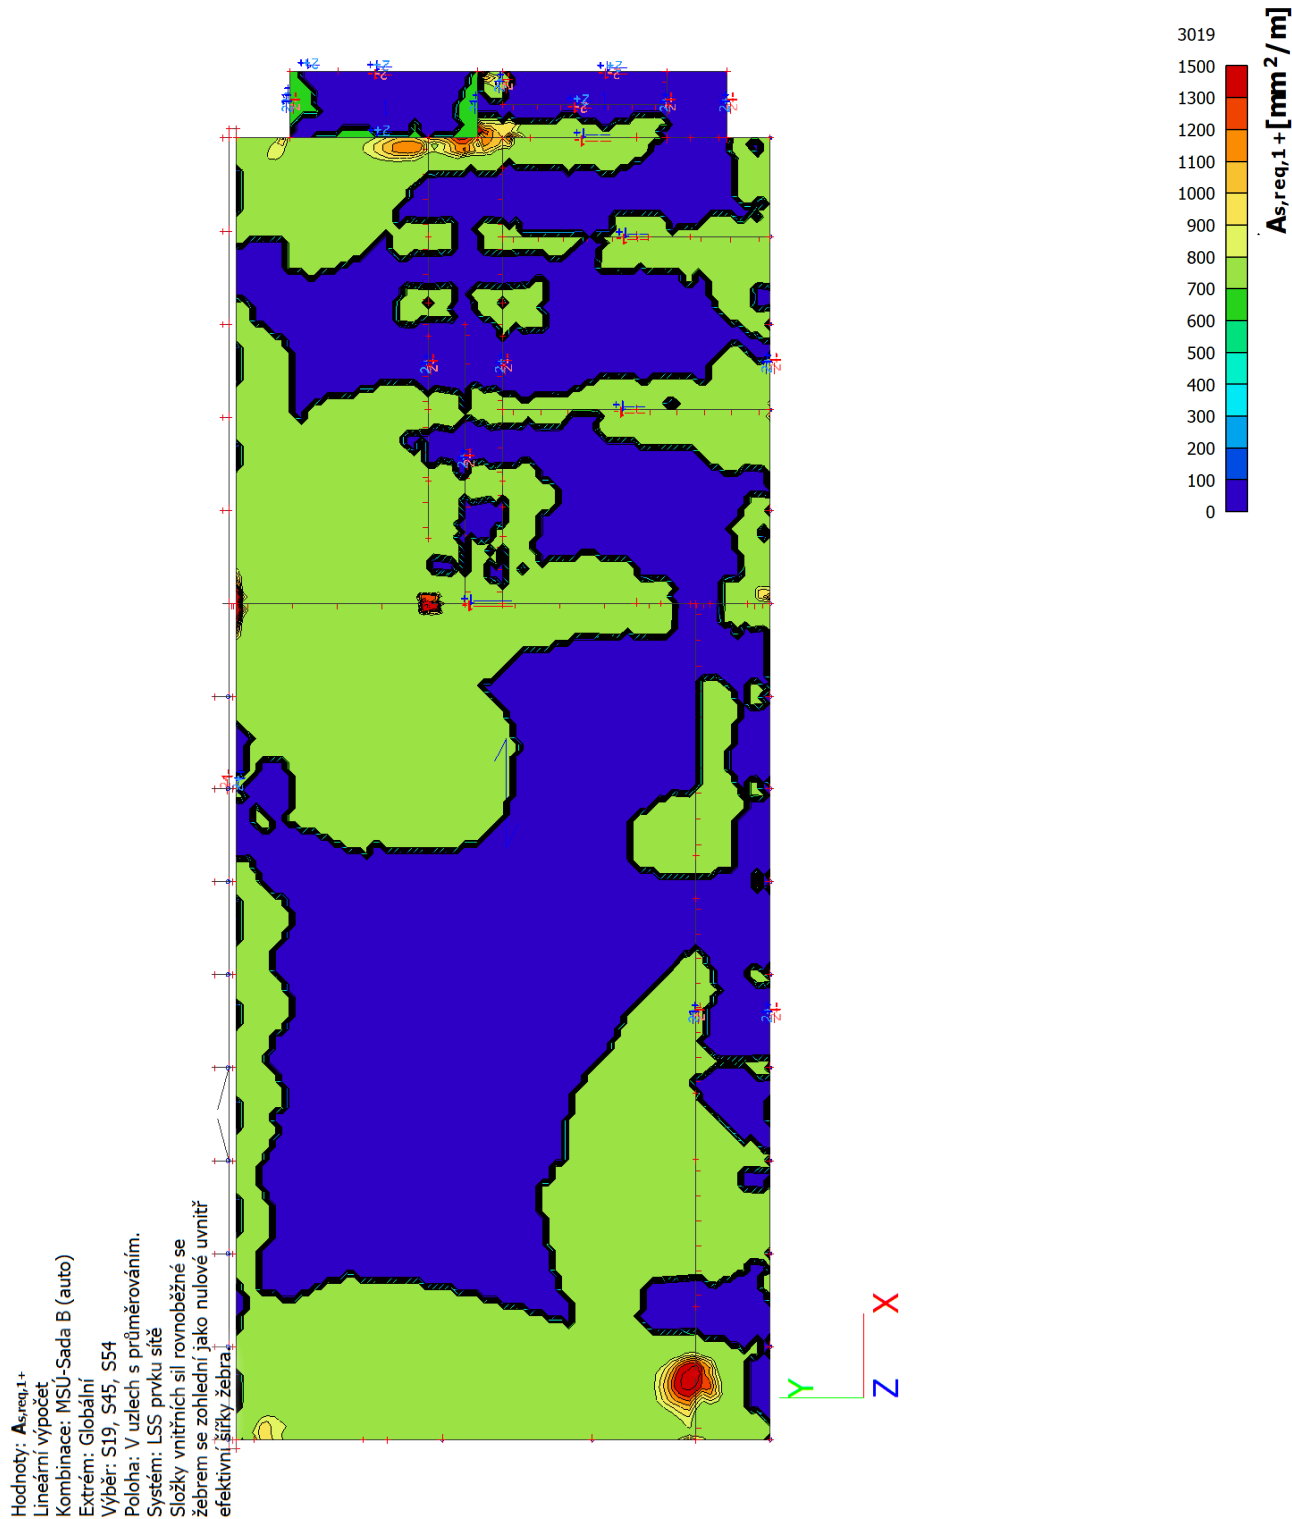 3019
1500
1300
1200
1100
1000
900
800
700
600
500
400
300
200
100
0
As,req,1+ [mm²/m]
Y
X
Z
Hodnoty: As,req,1+
Lineární výpočet
Kombinace: MSÚ-Sada B (auto)
Extrém: Globální
Výběr: S19, S45, S54
Poloha: V uzlech s průměrováním.
Systém: LSS prvku sítě
Složky vnitřních sil rovnoběžné se
žebrem se zohlední jako nulové uvnitř
efektivní šířky žebra.